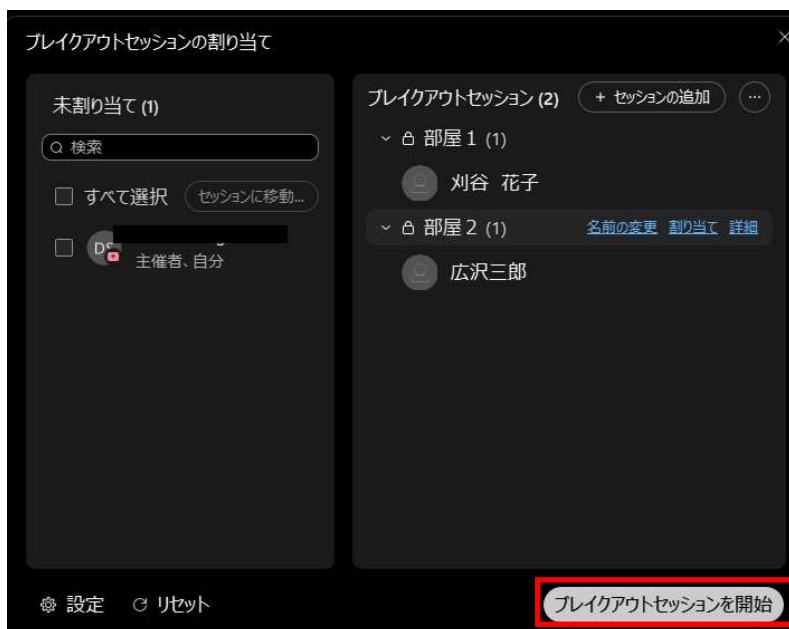 ブレイクアウトセッションの割り当て
未割り当て (1)
検索
すべて選択 セッションに移動...
DS
主催者、自分
ブレイクアウトセッション (2) + セッションの追加 ...
部屋１ (1)
刈谷 花子
部屋２ (1) 名前の変更 割り当て 詳細
広沢三郎
設定 リセット ブレイクアウトセッションを開始